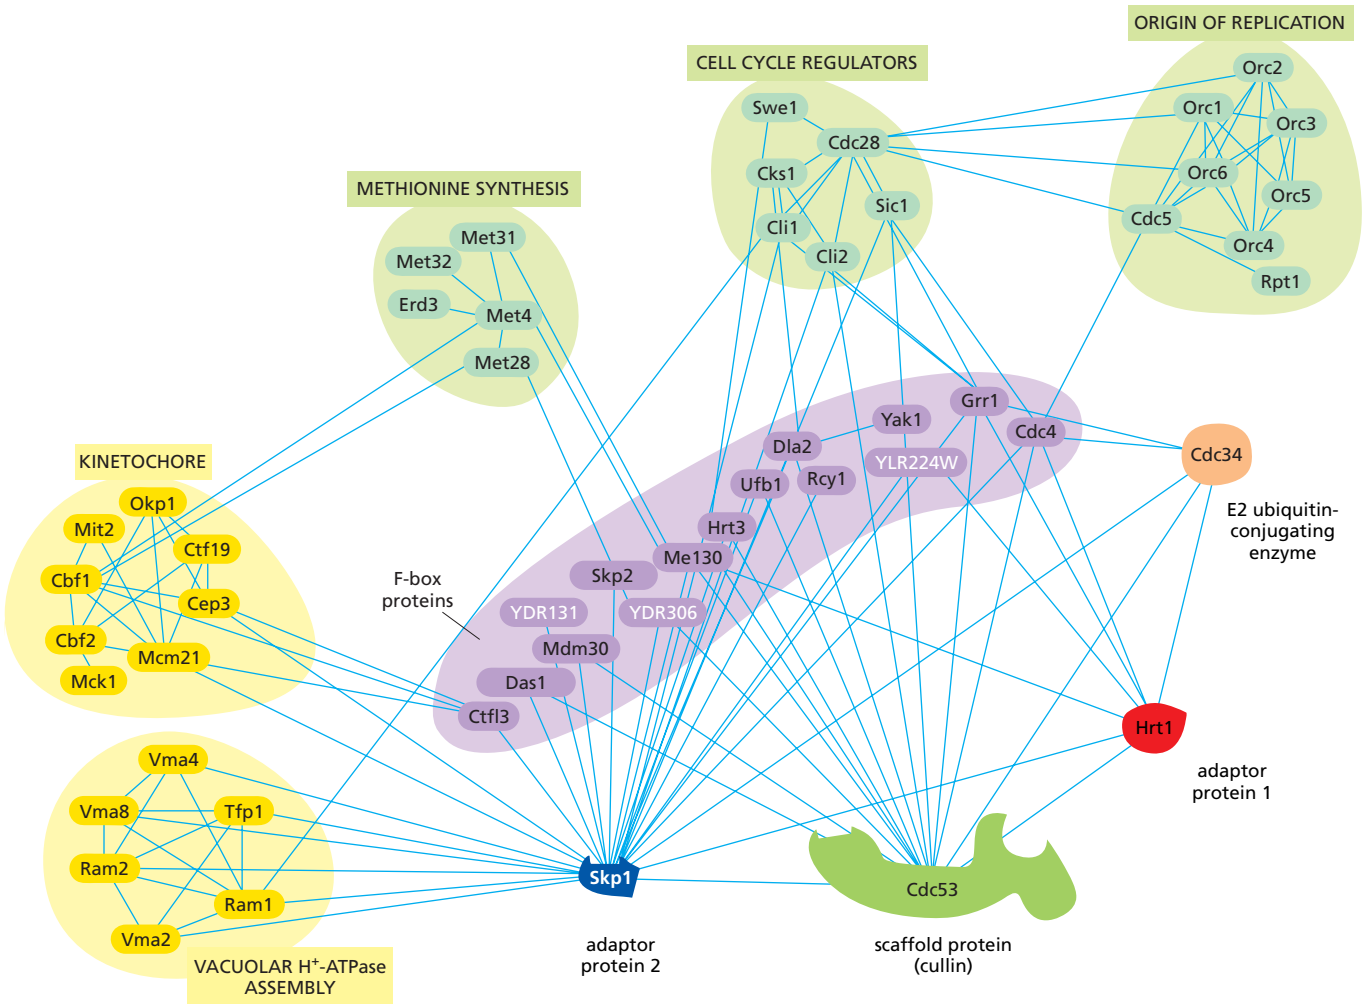 ORIGIN OF REPLICATION
CELL CYCLE REGULATORS
Orc2
Swe1
Orc1
Orc3
Cdc28
METHIONINE SYNTHESIS
Cks1
Orc6
Orc5
Sic1
Cdc5
Cli1
Met31
Orc4
Cli2
Met32
Rpt1
Erd3
Met4
Met28
Grr1
Yak1
Cdc4
Dla2
KINETOCHORE
YLR224W
Cdc34
Ufb1
Rcy1
Okp1
E2 ubiquitin-
conjugating
enzyme
Mit2
Hrt3
Ctf19
Me130
Cbf1
Skp2
F-box
proteins
Cep3
YDR131
YDR306
Cbf2
Mdm30
Mcm21
Mck1
Das1
Ctfl3
Hrt1
adaptor
protein 1
Vma4
Vma8
Tfp1
Ram2
Skp1
Cdc53
Ram1
Vma2
adaptor
protein 2
scaffold protein
(cullin)
VACUOLAR H⁺-ATPase
ASSEMBLY